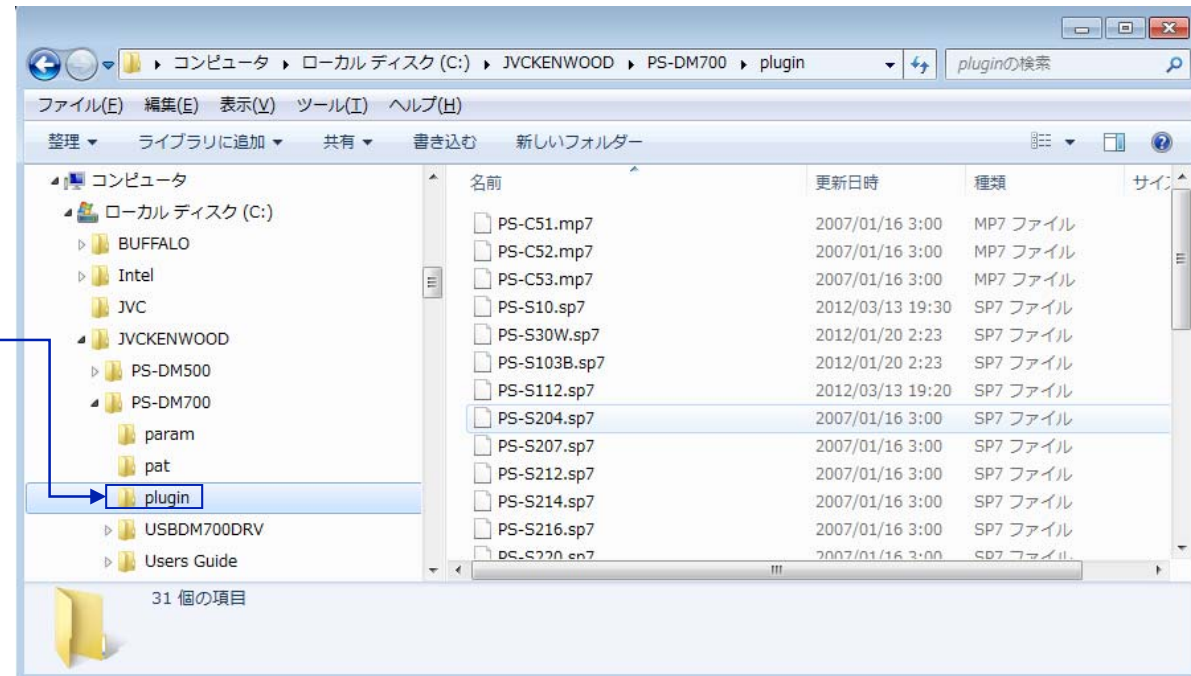 コンピュータ ローカル ディスク (C:) JVCKENWOOD PS-DM700 plugin pluginの検索
ファイル(F) 編集(E) 表示(V) ツール(T) ヘルプ(H)
整理 ライブラリに追加 共有 書き込む 新しいフォルダー
コンピュータ
ローカル ディスク (C:)
BUFFALO
Intel
JVC
JVCKENWOOD
PS-DM500
PS-DM700
param
pat
plugin
USBDM700DRV
Users Guide
名前 更新日時 種類
PS-C51.mp7 2007/01/16 3:00 MP7 ファイル
PS-C52.mp7 2007/01/16 3:00 MP7 ファイル
PS-C53.mp7 2007/01/16 3:00 MP7 ファイル
PS-S10.sp7 2012/03/13 19:30 SP7 ファイル
PS-S30W.sp7 2012/01/20 2:23 SP7 ファイル
PS-S103B.sp7 2012/01/20 2:23 SP7 ファイル
PS-S112.sp7 2012/03/13 19:20 SP7 ファイル
PS-S204.sp7 2007/01/16 3:00 SP7 ファイル
PS-S207.sp7 2007/01/16 3:00 SP7 ファイル
PS-S212.sp7 2007/01/16 3:00 SP7 ファイル
PS-S214.sp7 2007/01/16 3:00 SP7 ファイル
PS-S216.sp7 2007/01/16 3:00 SP7 ファイル
PS-S220.sp7 2007/01/16 3:00 SP7 ファイル
31 個の項目